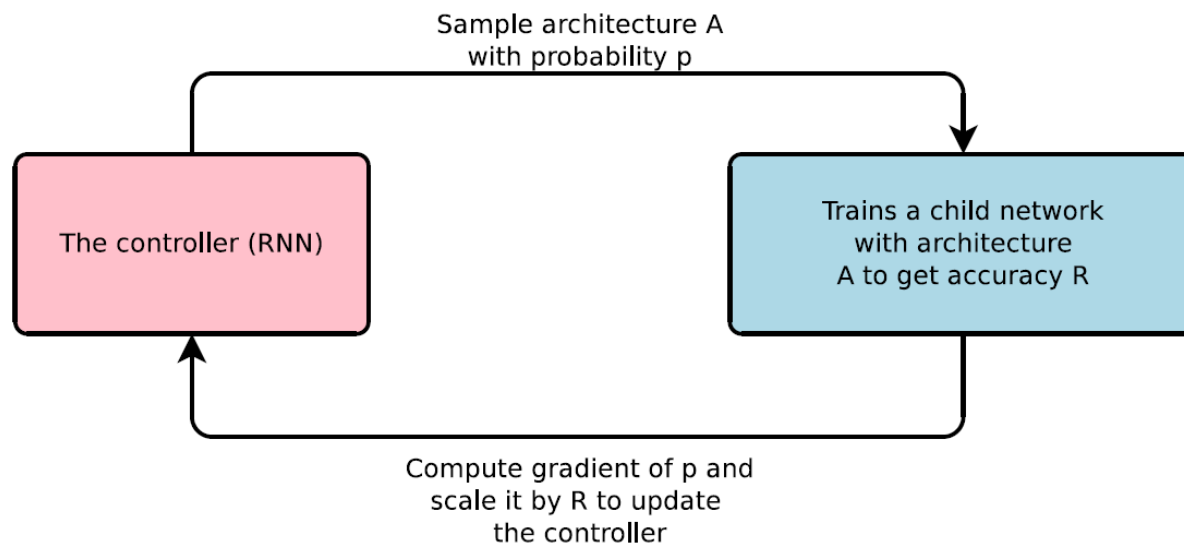 Sample architecture A
with probability p
The controller (RNN)
Trains a child network
with architecture
A to get accuracy R
Compute gradient of p and
scale it by R to update
the controller